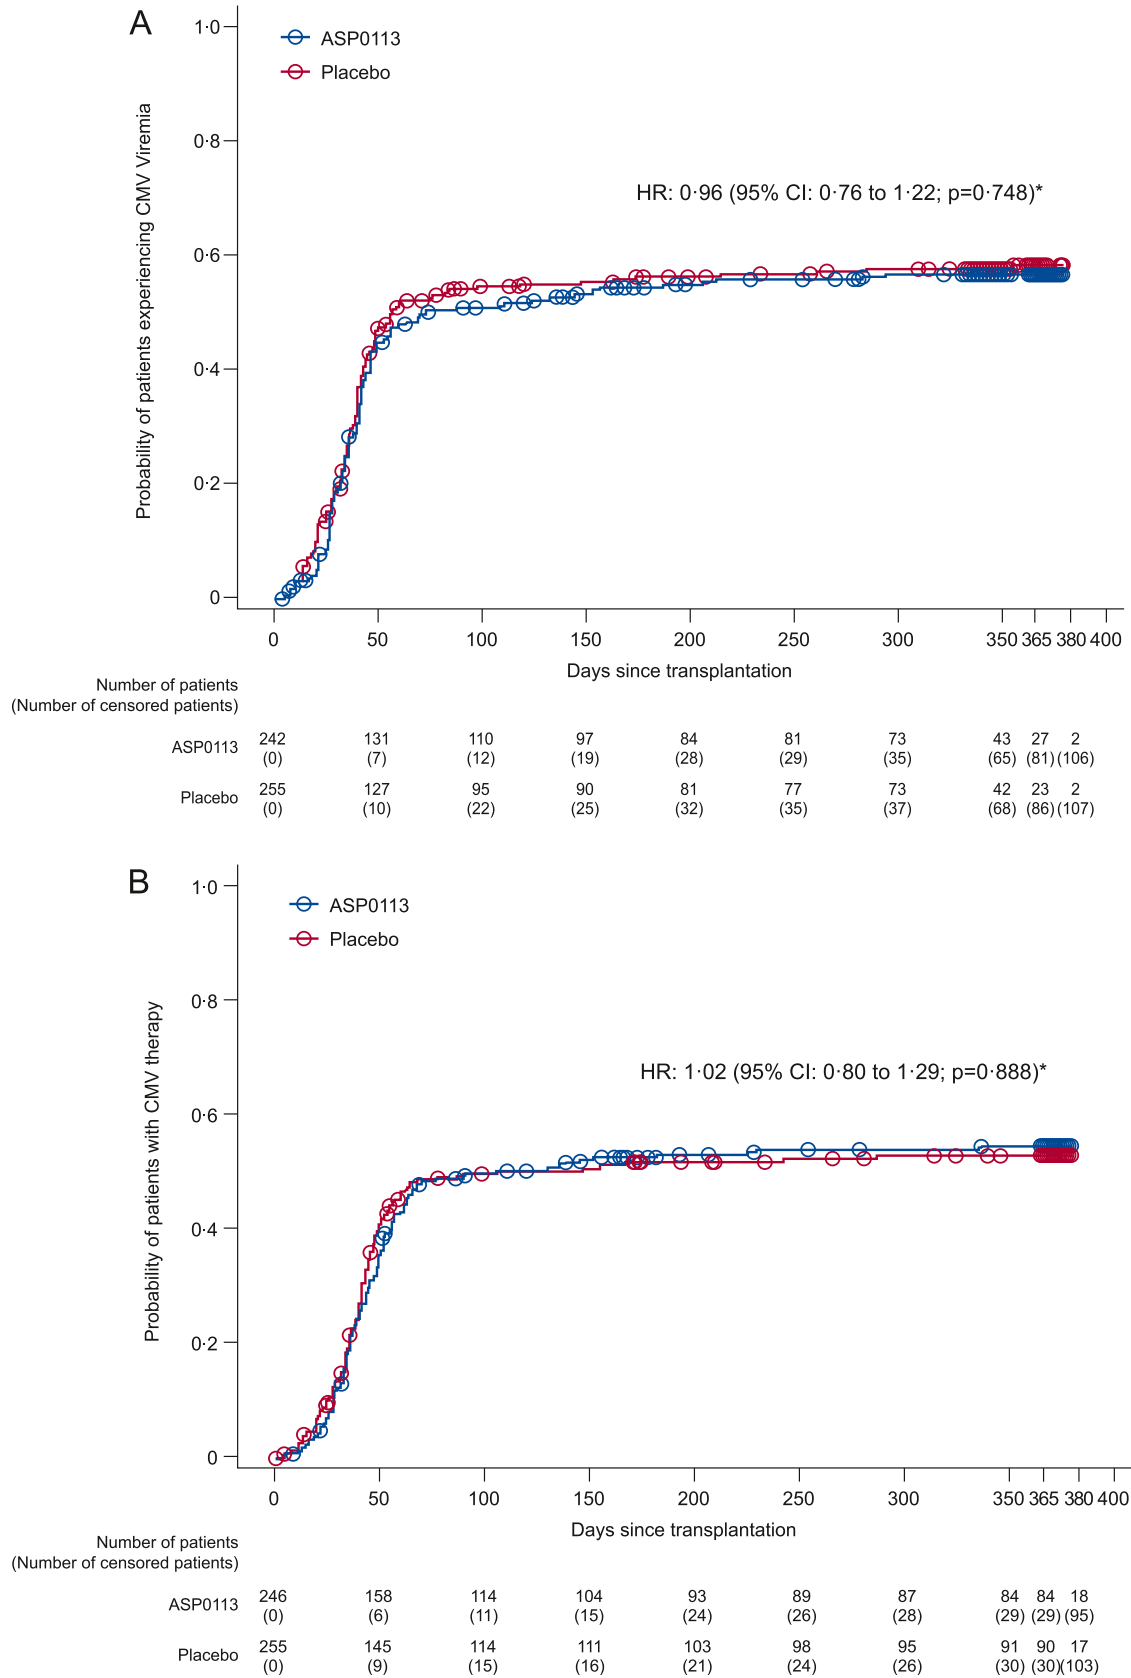 A
1·0
ASP0113
Placebo
0·8
HR: 0·96 (95% CI: 0·76 to 1·22; p=0·748)*
0·6
0·4
0·2
0
Probability of patients experiencing CMV Viremia
0 50 100 150 200 250 300 350 365 380 400
Days since transplantation
Number of patients
(Number of censored patients)
ASP0113
242 131 110 97 84 81 73 43 27 2
(0) (7) (12) (19) (28) (29) (35) (65) (81) (106)
Placebo
255 127 95 90 81 77 73 42 23 2
(0) (10) (22) (25) (32) (35) (37) (68) (86) (107)
B
1·0
ASP0113
Placebo
0·8
HR: 1·02 (95% CI: 0·80 to 1·29; p=0·888)*
0·6
0·4
0·2
0
Probability of patients with CMV therapy
0 50 100 150 200 250 300 350 365 380 400
Days since transplantation
Number of patients
(Number of censored patients)
ASP0113
246 158 114 104 93 89 87 84 84 18
(0) (6) (11) (15) (24) (26) (28) (29) (29) (95)
Placebo
255 145 114 111 103 98 95 91 90 17
(0) (9) (15) (16) (21) (24) (26) (30) (30) (103)